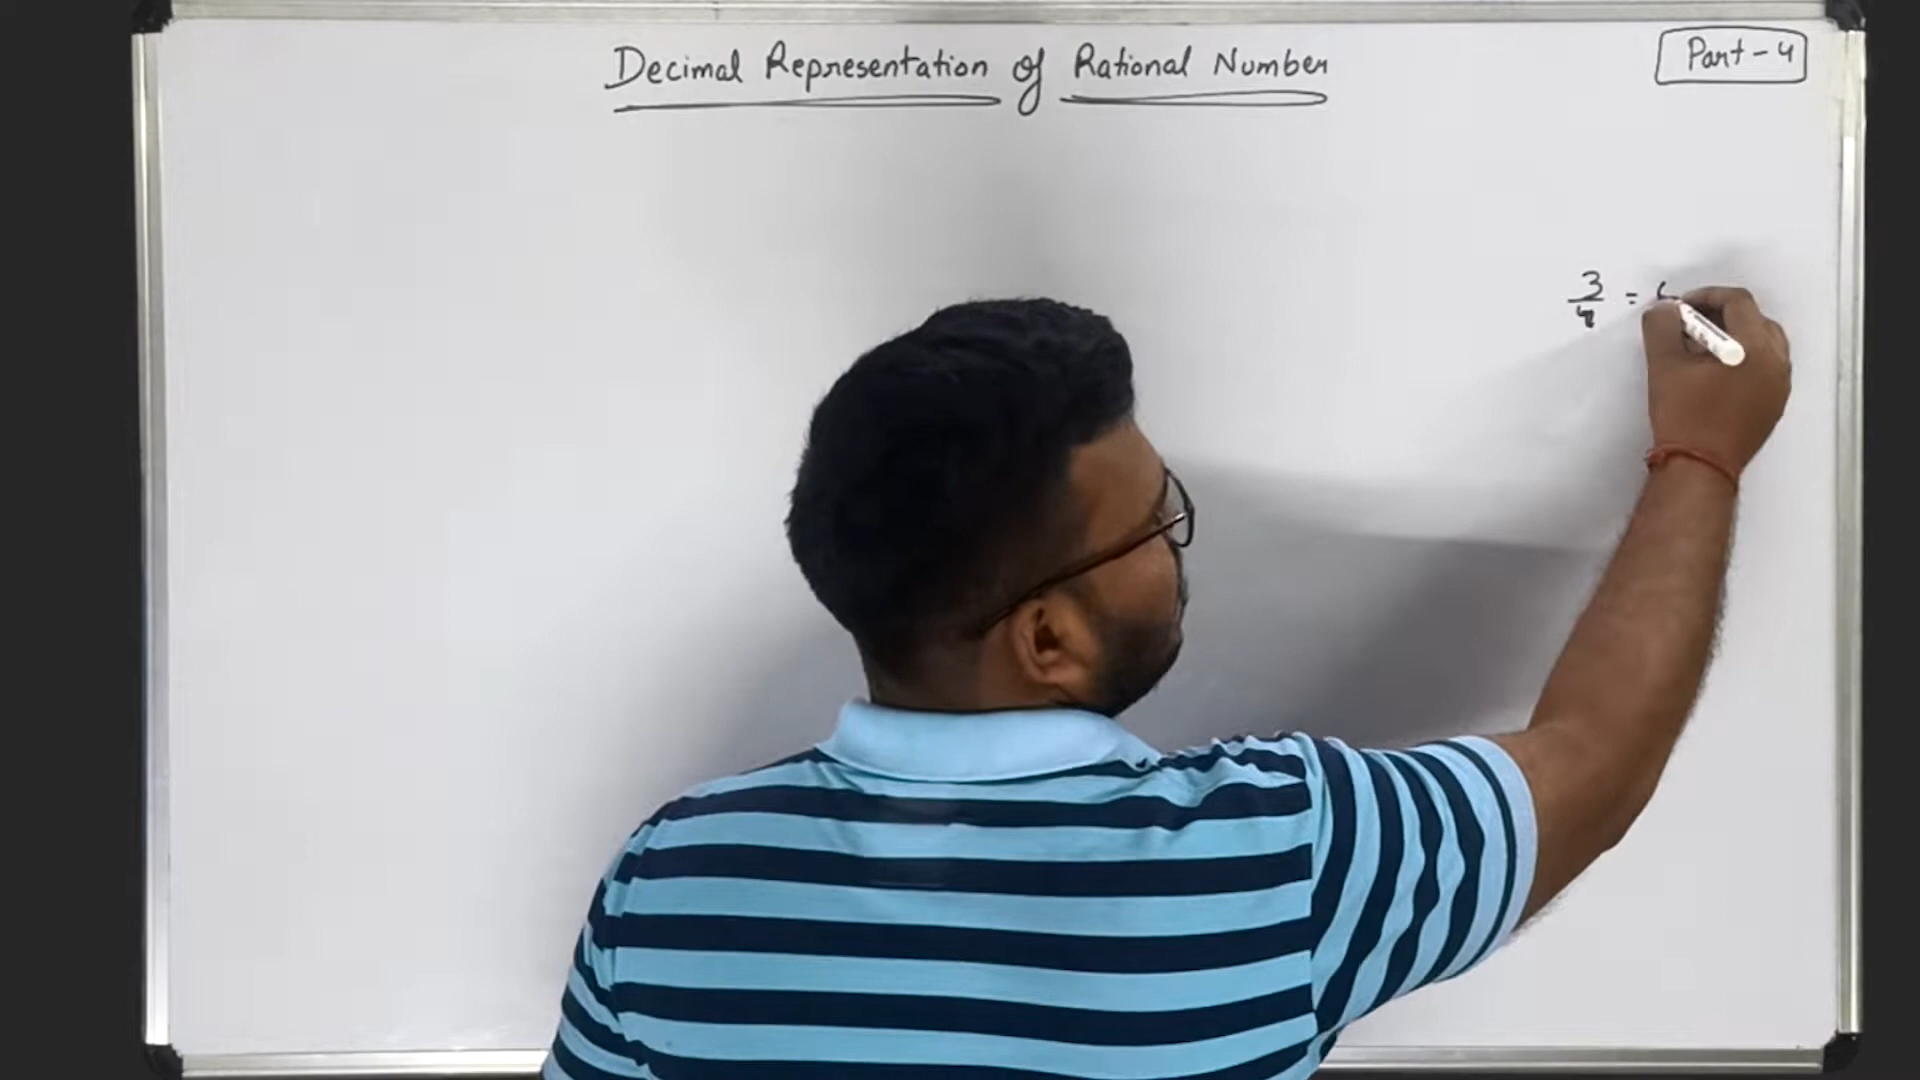 Decimal Representation of Rational Number
Part-4
3/4 =